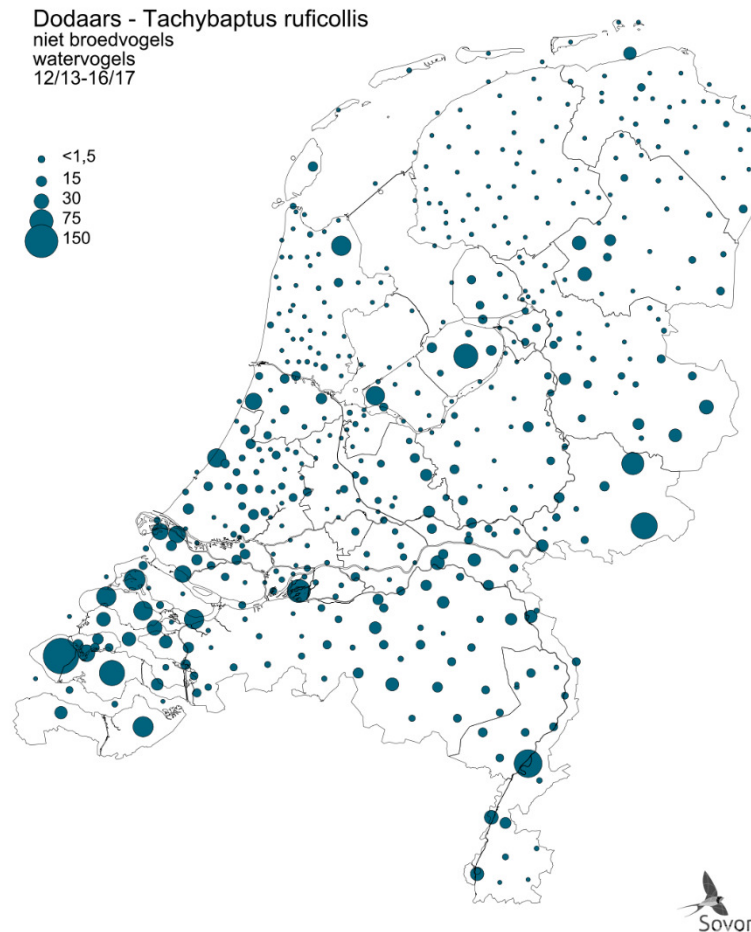 Dodaars - Tachybaptus ruficollis
niet broedvogels
watervogels
12/13-16/17
<1,5
15
30
75
150
Sovon